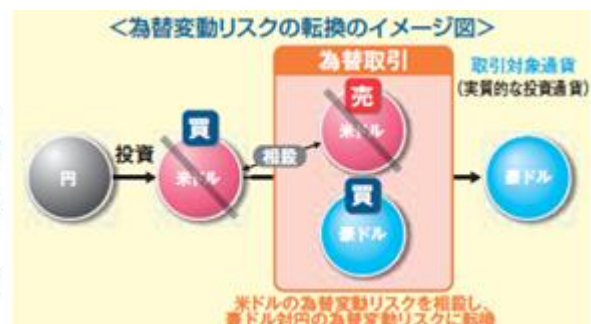 <為替変動リスクの転換のイメージ図>
為替取引
取引対象通貨
(実質的な投資通貨)
売
米ドル
買
投資
相殺
円
米ドル
豪ドル
買
豪ドル
米ドルの為替変動リスクを相殺し、
豪ドル対円の為替変動リスクに転換